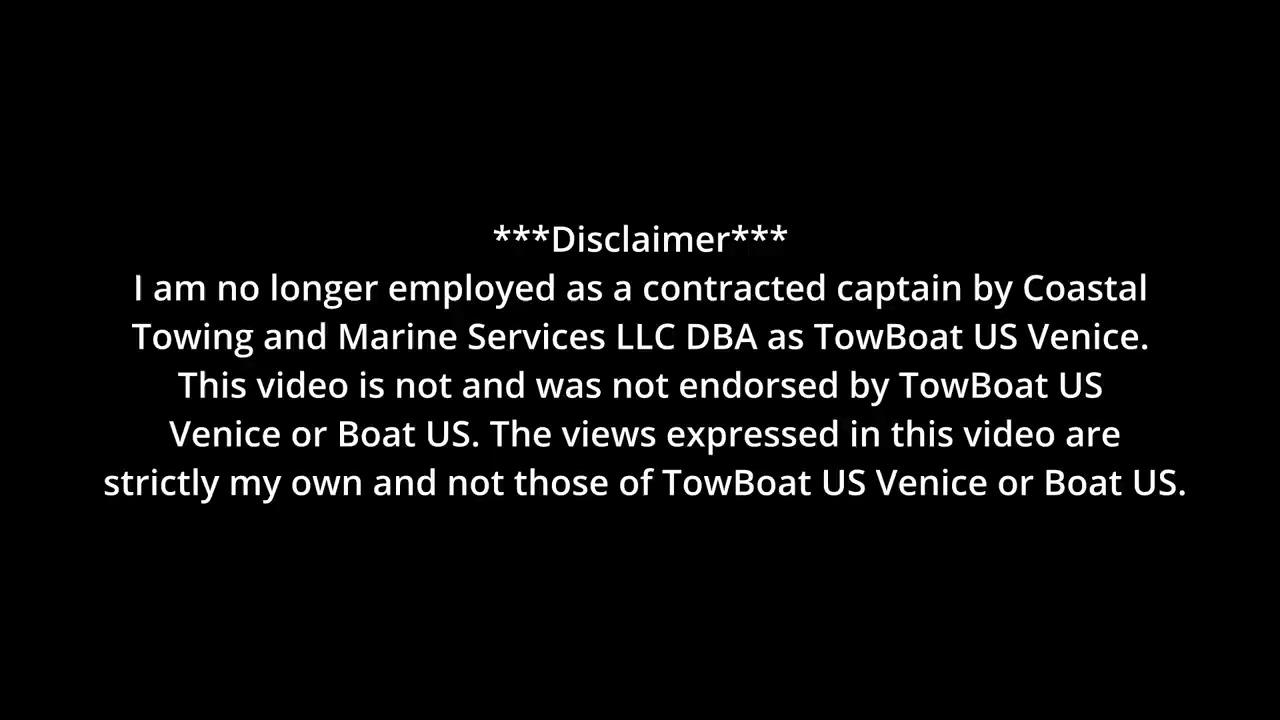 ***Disclaimer***
I am no longer employed as a contracted captain by Coastal
Towing and Marine Services LLC DBA as TowBoat US Venice.
This video is not and was not endorsed by TowBoat US
Venice or Boat US. The views expressed in this video are
strictly my own and not those of TowBoat US Venice or Boat US.